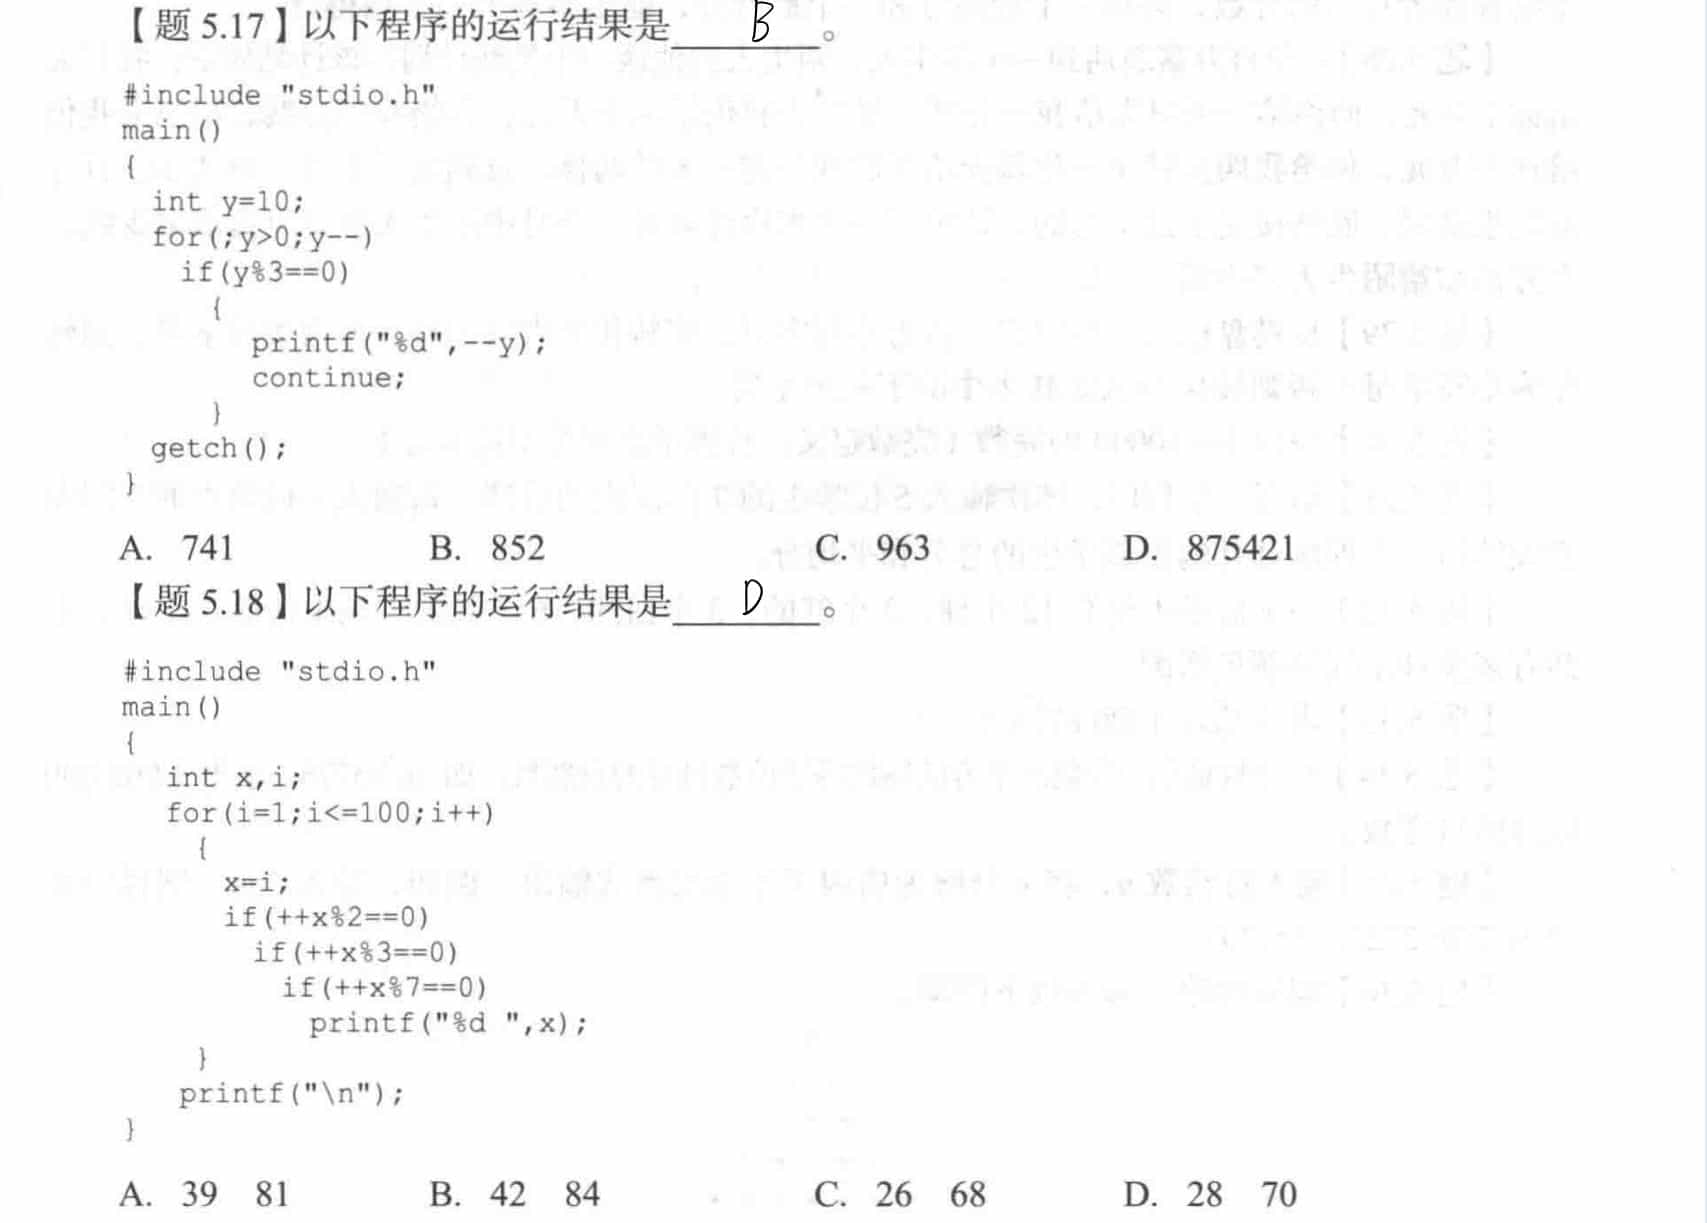 【题 5.17】以下程序的运行结果是 B 。
#include "stdio.h"
main()
{
int y=10;
for(;y>0;y--)
if(y%3==0)
{
printf("%d",--y);
continue;
}
getch();
}
A. 741 B. 852 C. 963 D. 875421
【题 5.18】以下程序的运行结果是 D 。
#include "stdio.h"
main()
{
int x,i;
for(i=1;i<=100;i++)
{
x=i;
if(++x%2==0)
if(++x%3==0)
if(++x%7==0)
printf("%d ",x);
}
printf("\n");
}
A. 39 81 B. 42 84 C. 26 68 D. 28 70